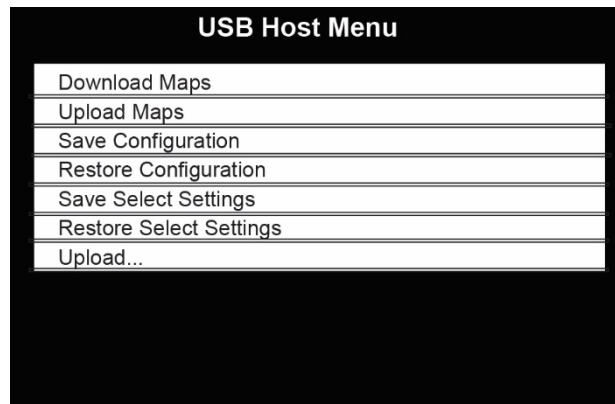 USB Host Menu
Download Maps
Upload Maps
Save Configuration
Restore Configuration
Save Select Settings
Restore Select Settings
Upload...